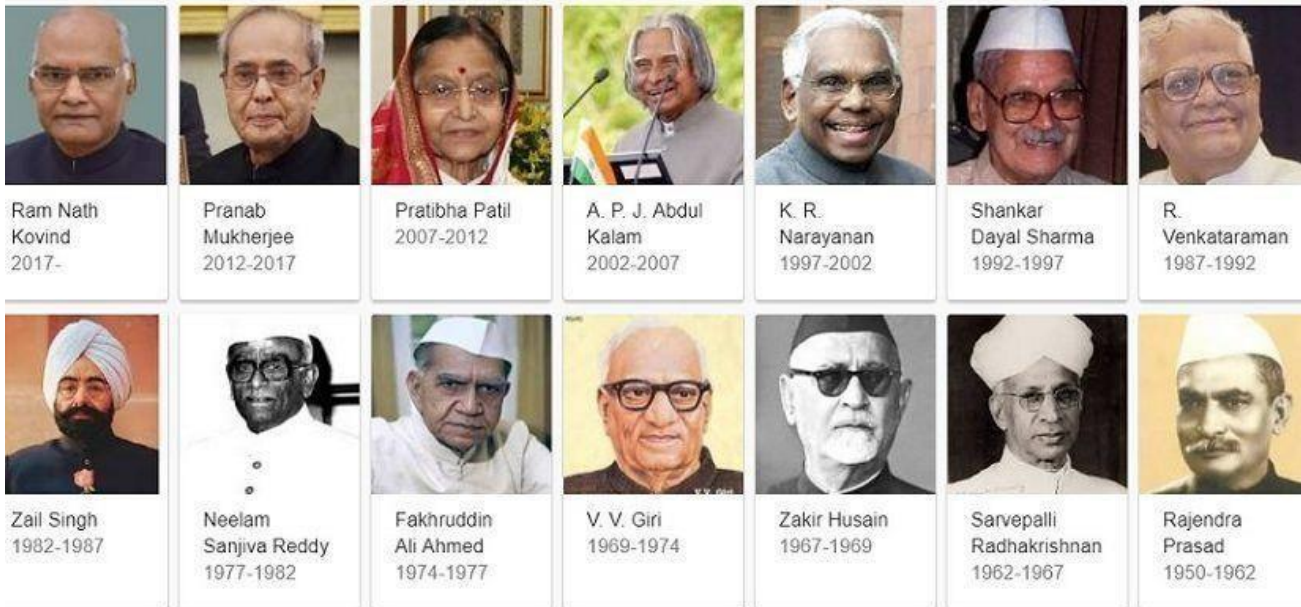 Ram Nath
Kovind
2017-
Pranab
Mukherjee
2012-2017
Pratibha Patil
2007-2012
A. P. J. Abdul
Kalam
2002-2007
K. R.
Narayanan
1997-2002
Shankar
Dayal Sharma
1992-1997
R.
Venkataraman
1987-1992
Zail Singh
1982-1987
Neelam
Sanjiva Reddy
1977-1982
Fakhruddin
Ali Ahmed
1974-1977
V. V. Giri
V. V. Giri
1969-1974
Zakir Husain
1967-1969
Sarvepalli
Radhakrishnan
1962-1967
Rajendra
Prasad
1950-1962